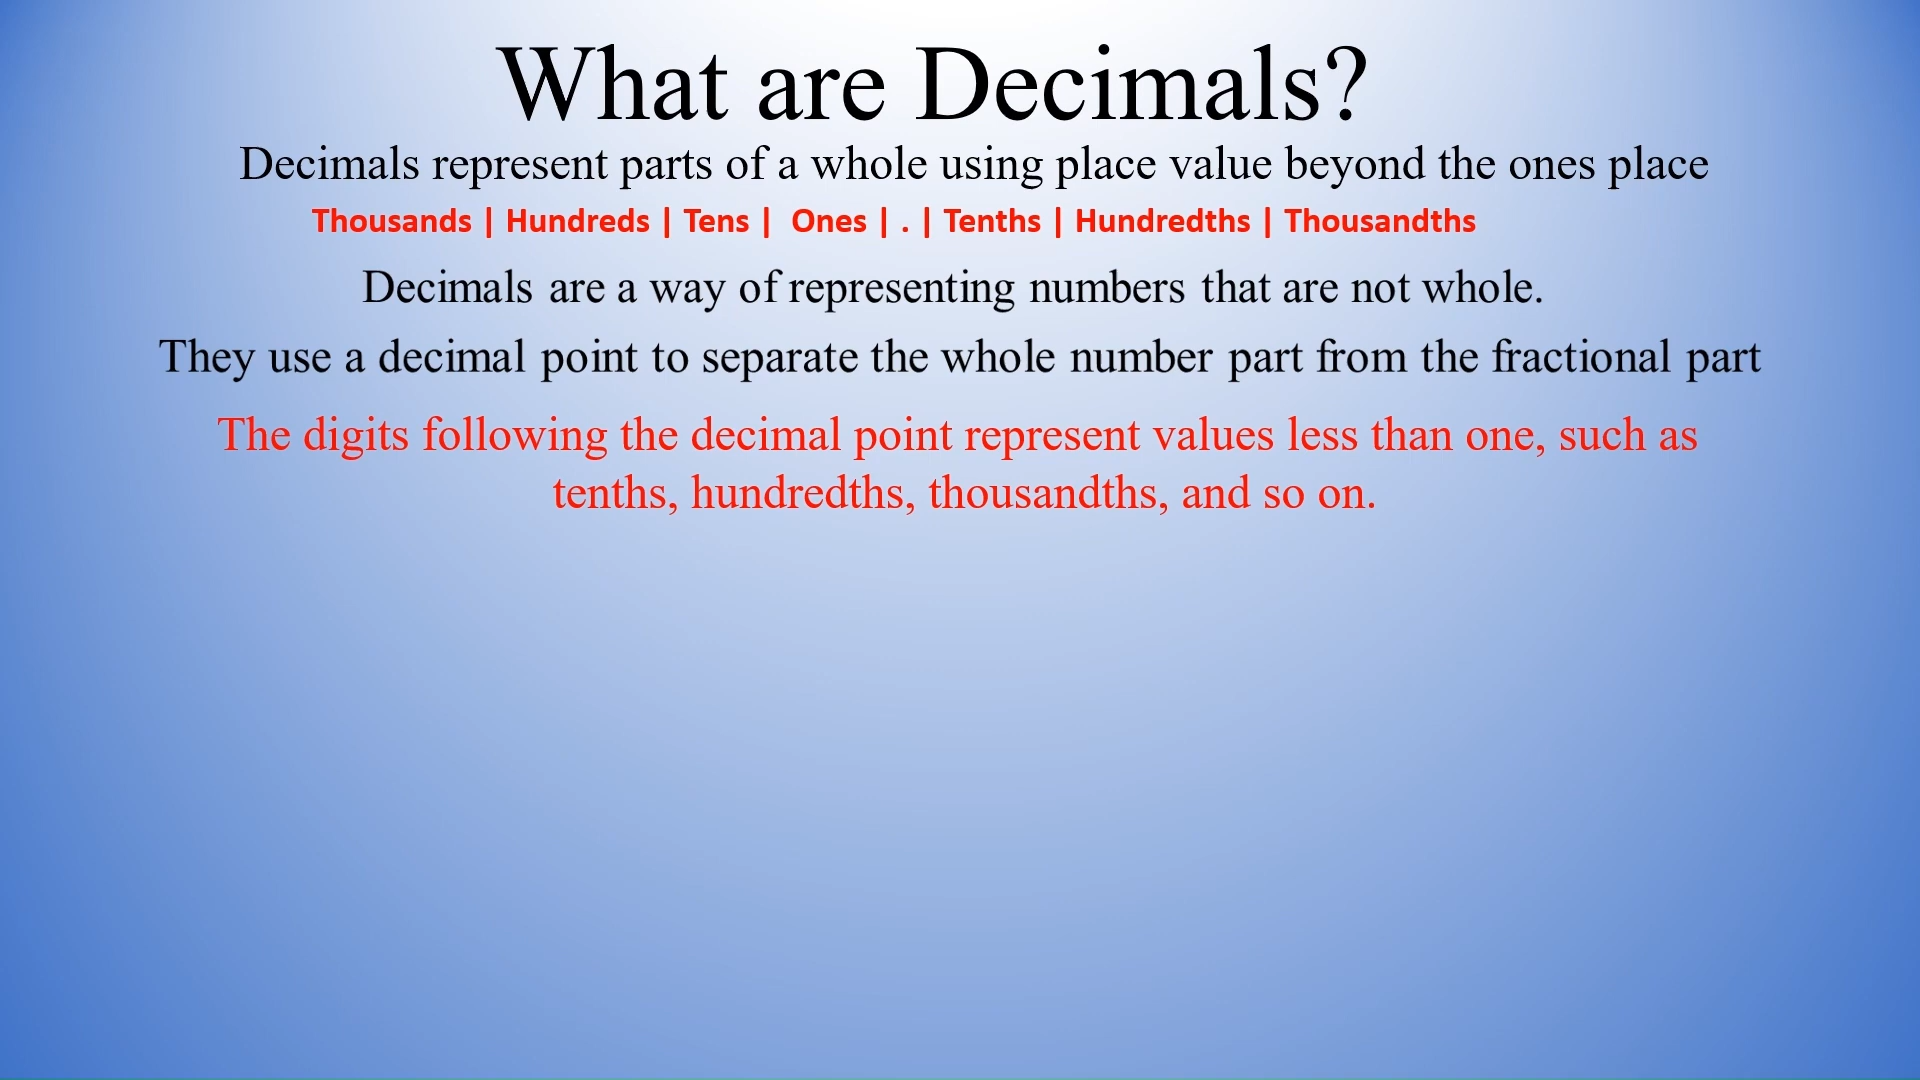 What are Decimals?
Decimals represent parts of a whole using place value beyond the ones place
Thousands | Hundreds | Tens |  Ones | . | Tenths | Hundredths | Thousandths
Decimals are a way of representing numbers that are not whole.
They use a decimal point to separate the whole number part from the fractional part
The digits following the decimal point represent values less than one, such as
tenths, hundredths, thousandths, and so on.